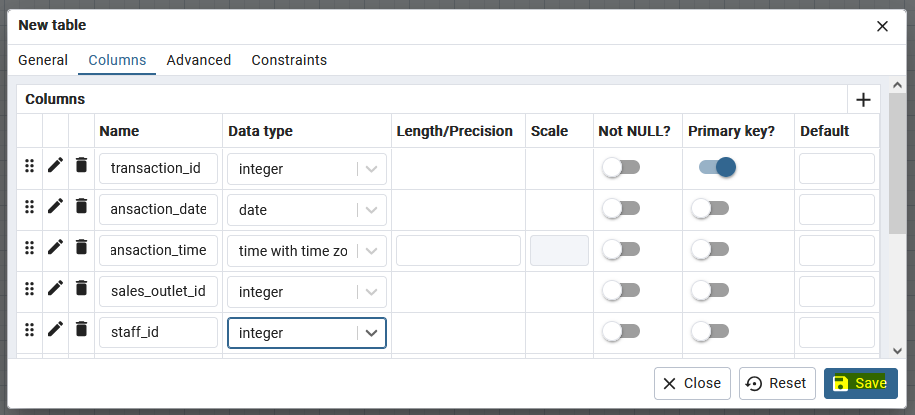 New table
General Columns Advanced Constraints
Columns
Name Data type Length/Precision Scale Not NULL? Primary key? Default
transaction_id integer
ansaction_date date
ansaction_time time with time zo
sales_outlet_id integer
staff_id integer
Close Reset Save